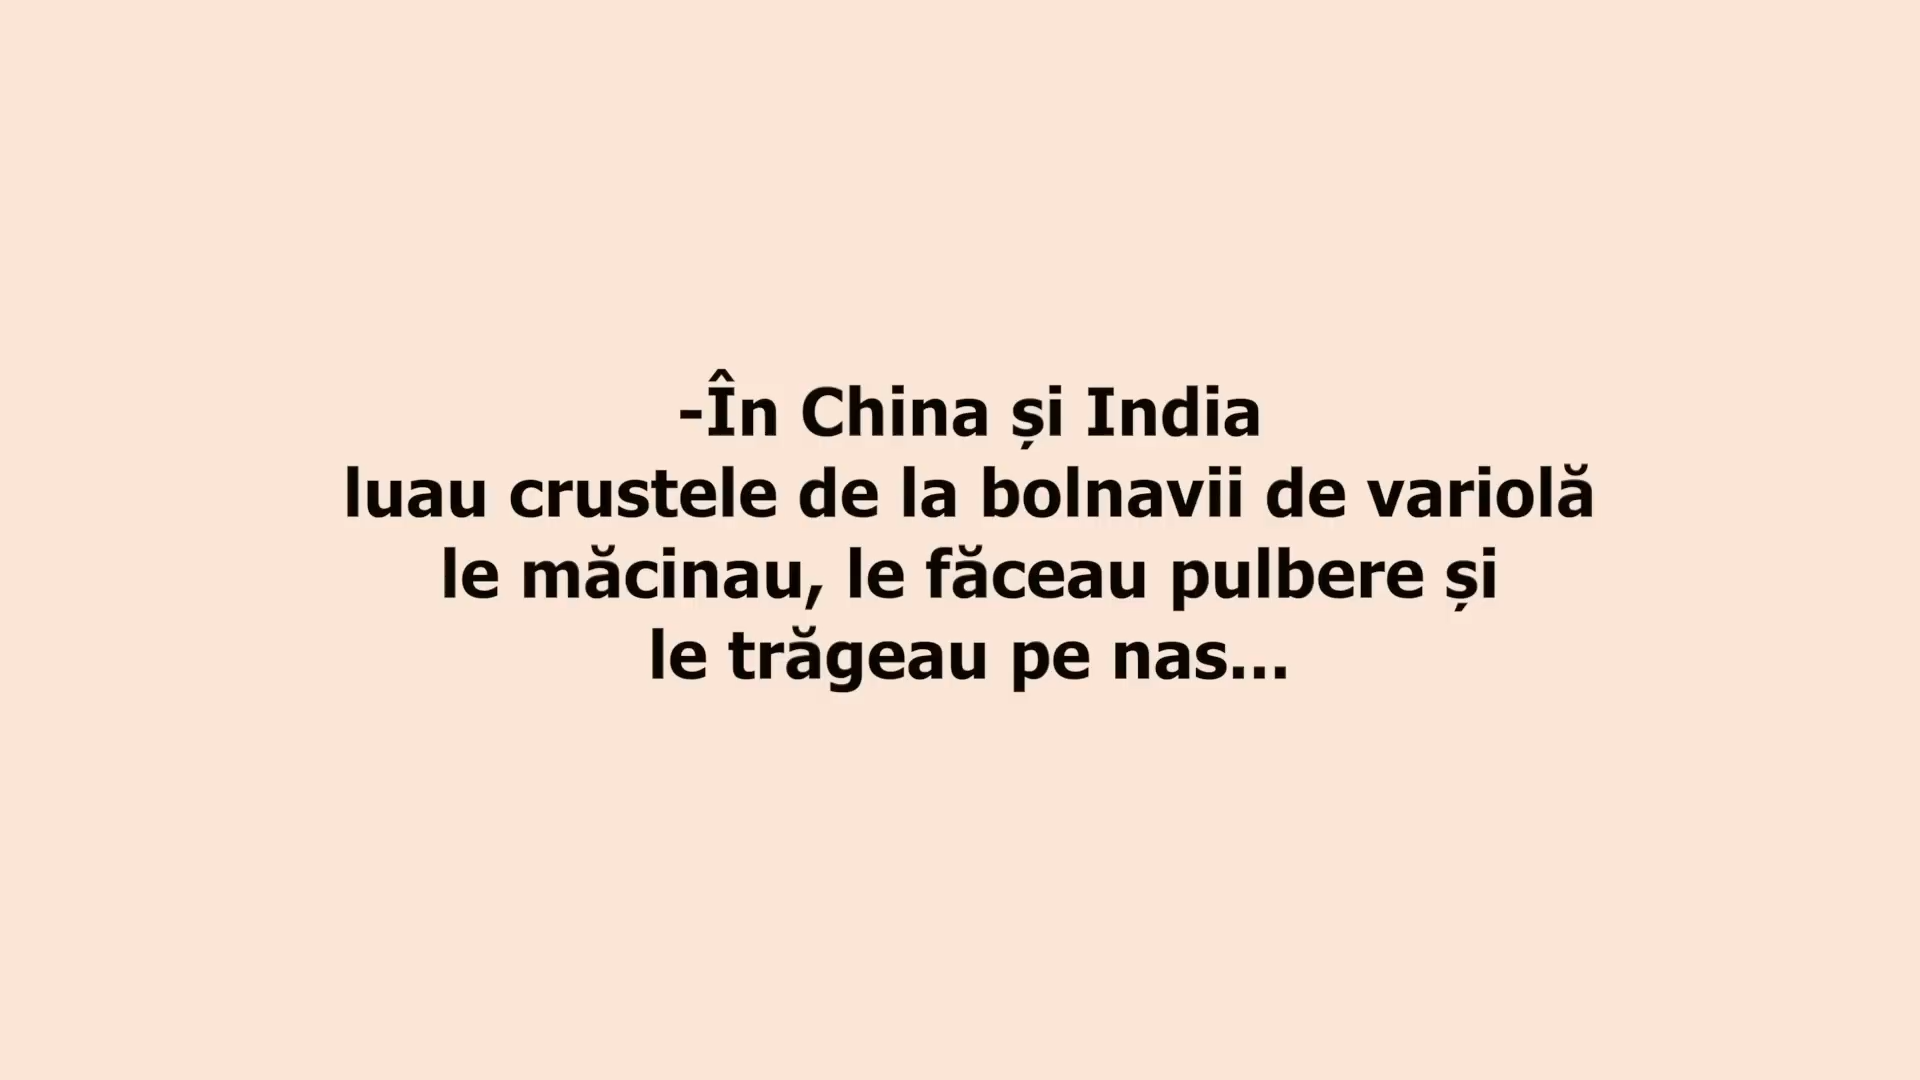 -În China și India
luau crustele de la bolnavii de variolă
le măcinau, le făceau pulbere și
le trăgeau pe nas...